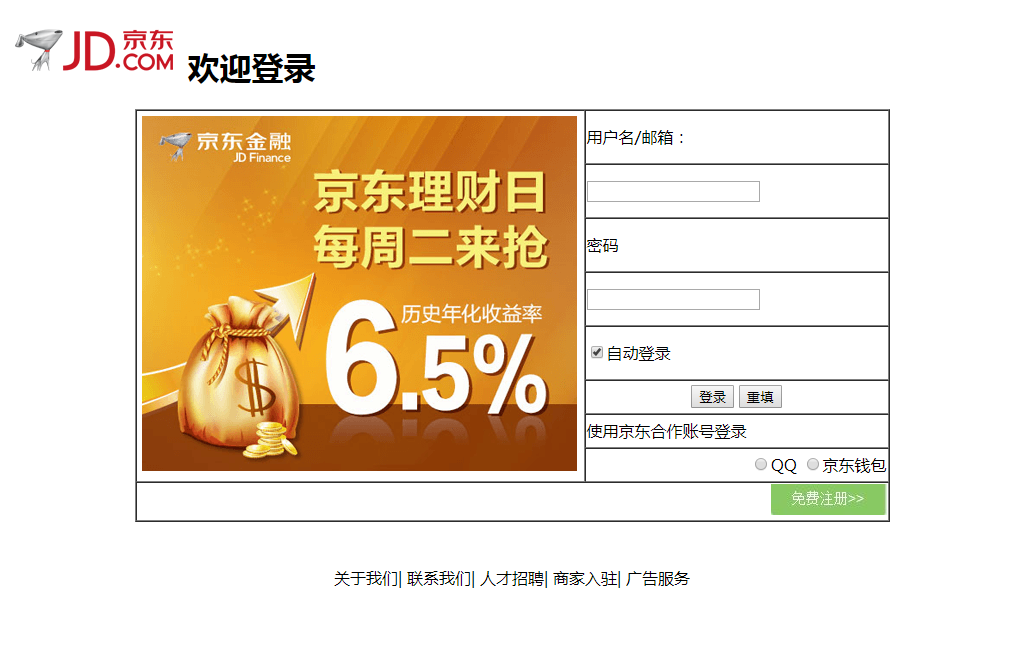 JD.COM 京东
欢迎登录
京东金融
JD Finance
京东理财日
每周二来抢
历史年化收益率
6.5%
用户名/邮箱：
密码
自动登录
登录 重填
使用京东合作账号登录
QQ 京东钱包
免费注册>>
关于我们| 联系我们| 人才招聘| 商家入驻| 广告服务